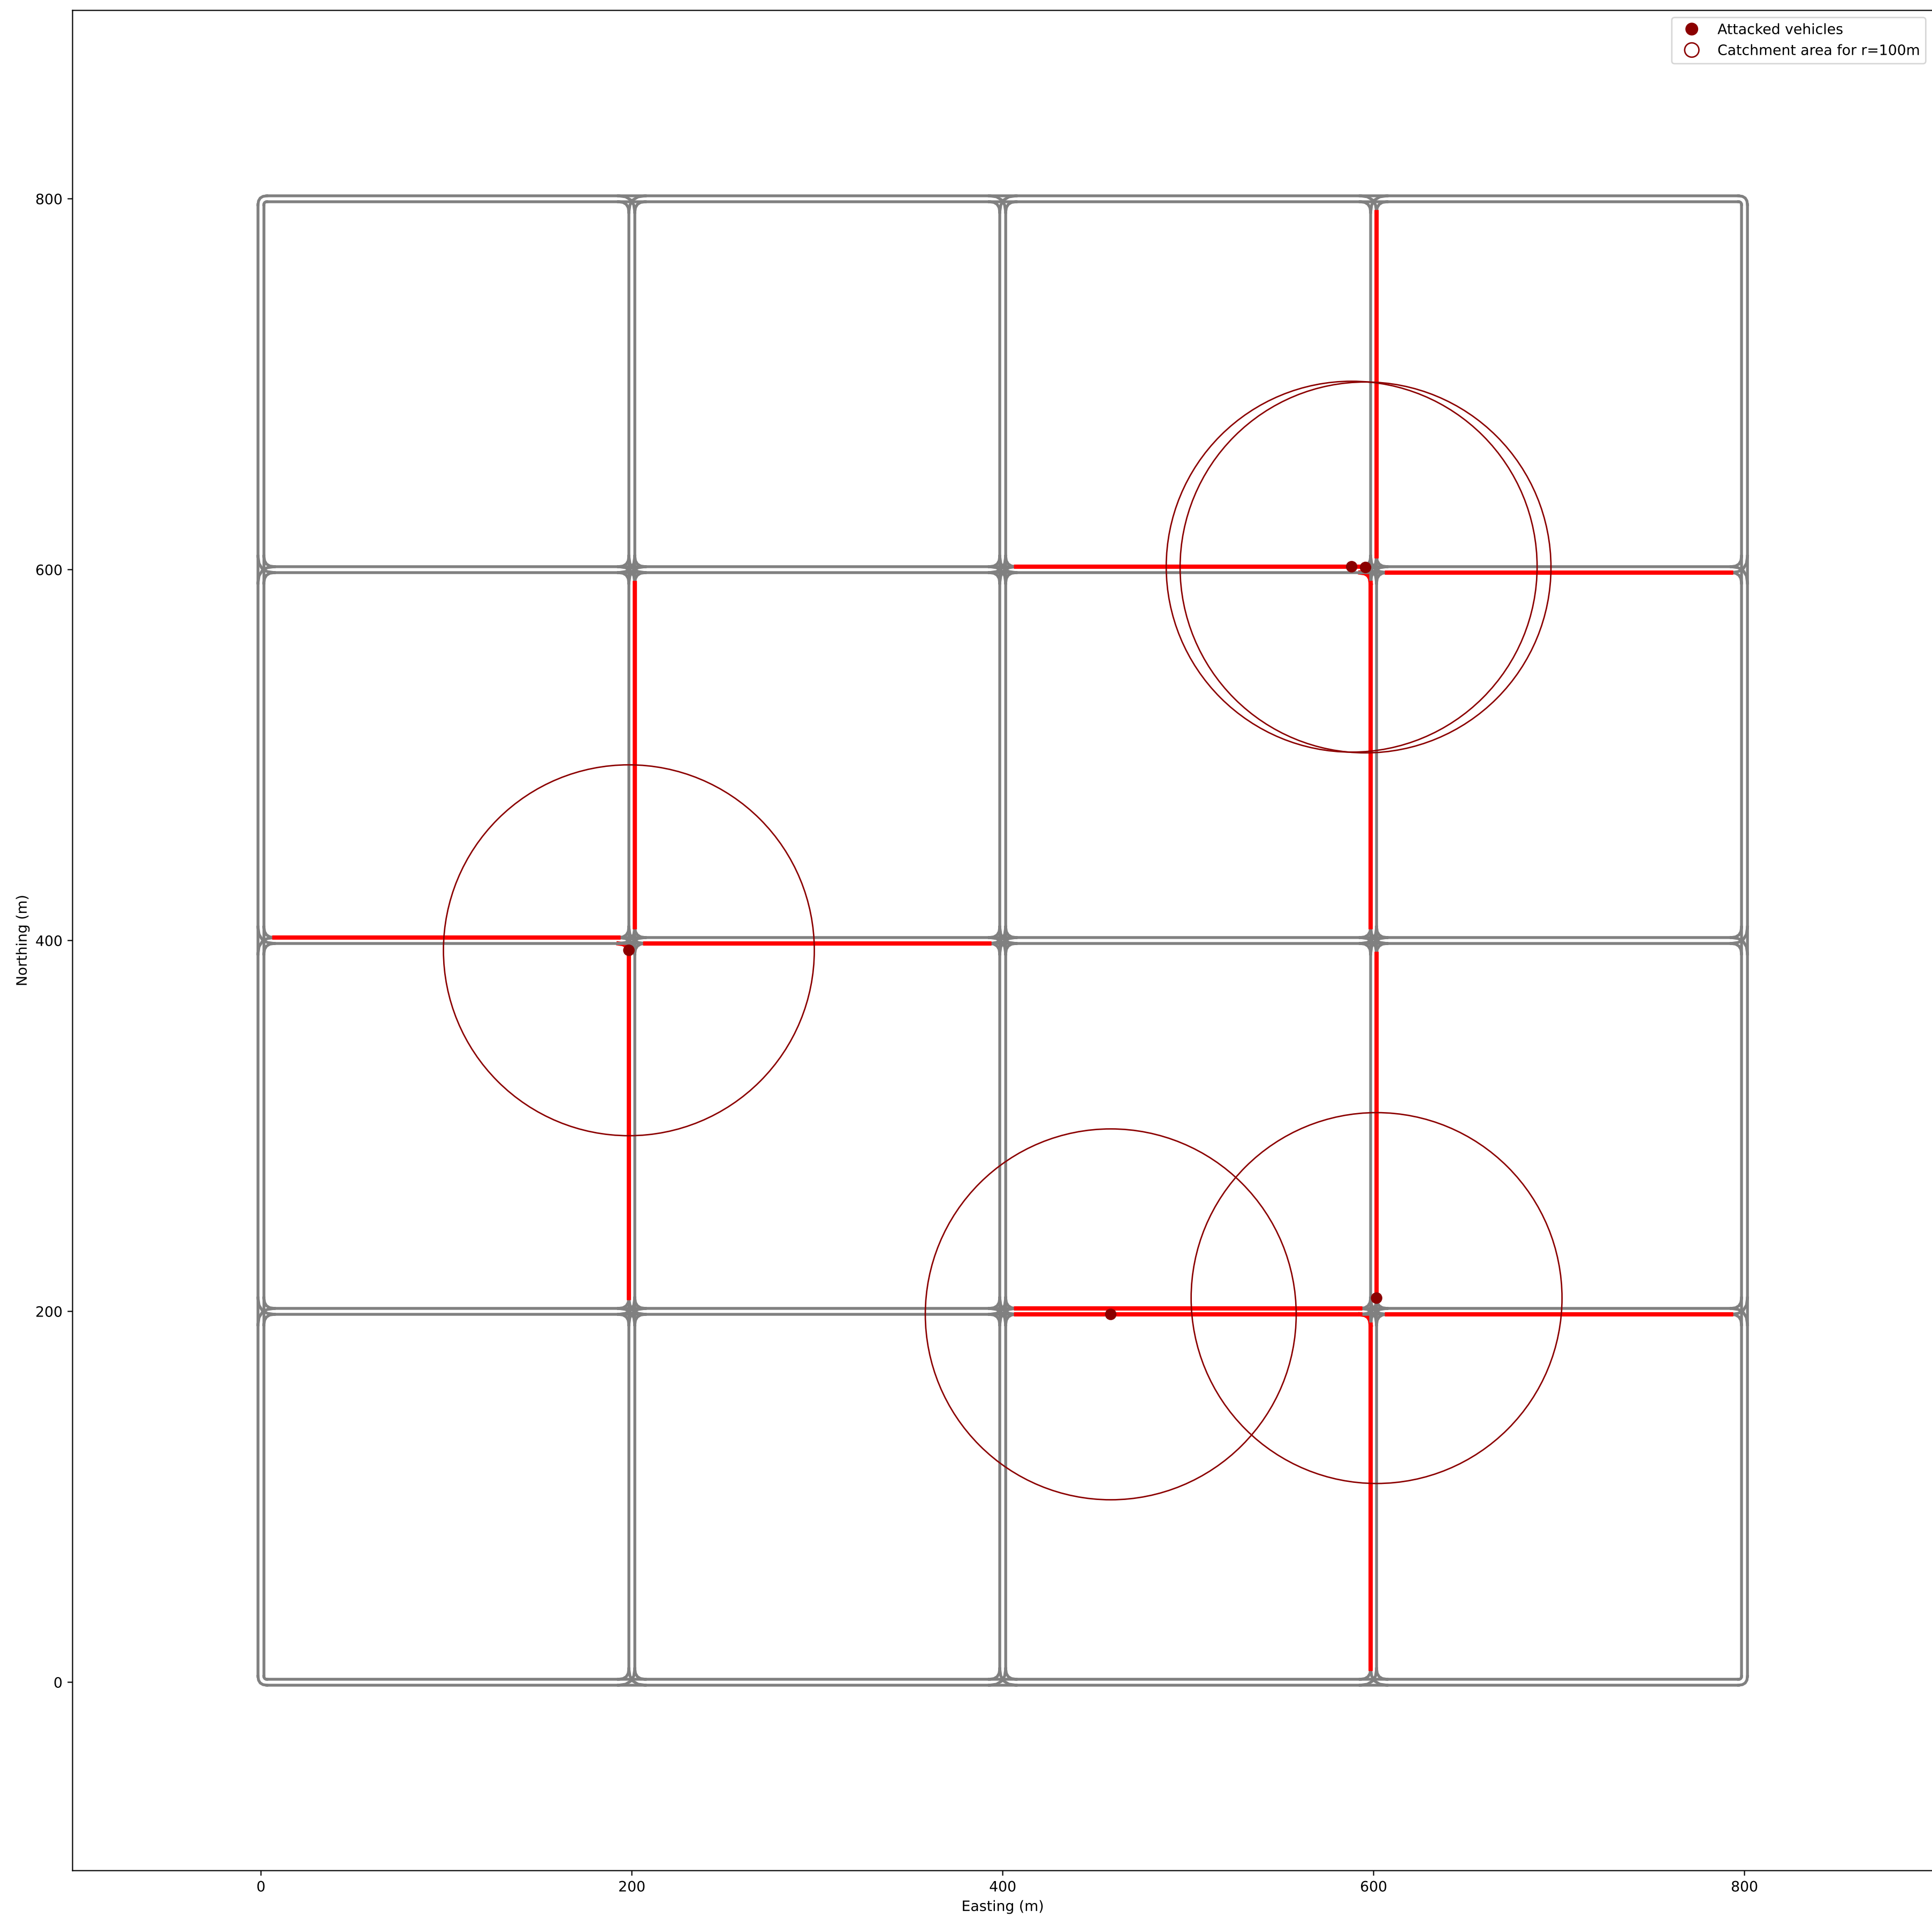 Attacked vehicles
Catchment area for r=100m
800
600
400
200
0
Northing (m)
0 200 400 600 800
Easting (m)